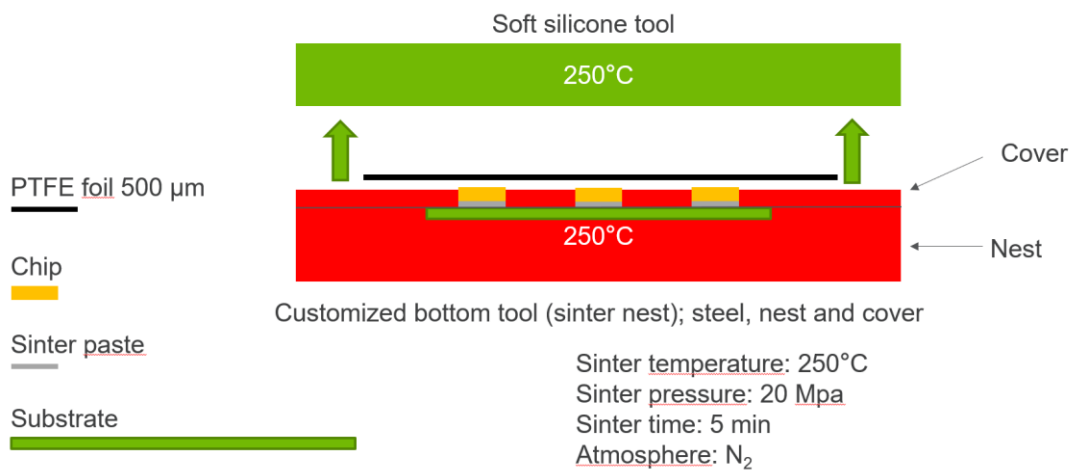 Soft silicone tool
250°C
Cover
PTFE foil 500 µm
250°C
Nest
Chip
Customized bottom tool (sinter nest); steel, nest and cover
Sinter paste
Sinter temperature: 250°C
Sinter pressure: 20 Mpa
Substrate
Sinter time: 5 min
Atmosphere: N₂